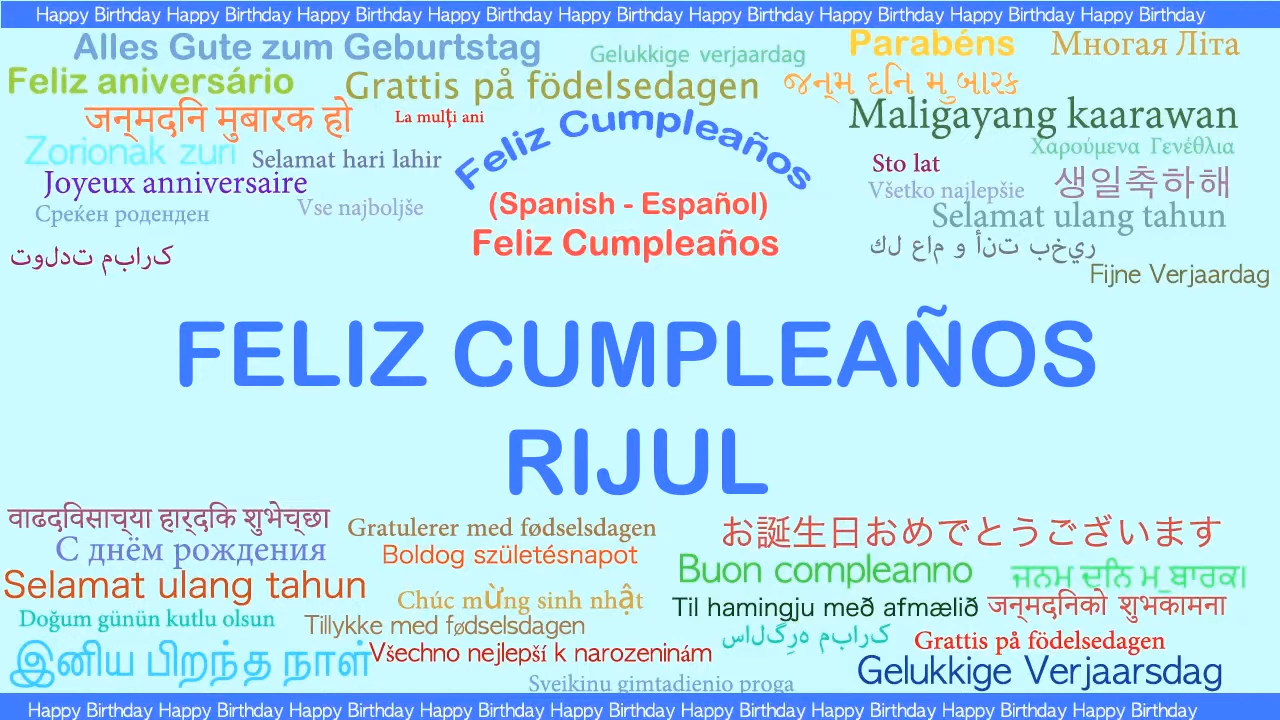 Happy Birthday Happy Birthday Happy Birthday Happy Birthday Happy Birthday Happy Birthday Happy Birthday Happy Birthday Happy Birthday
Alles Gute zum Geburtstag
Gelukkige verjaardag
Parabéns
Многая Літа
Feliz aniversário
Grattis på födelsedagen
જન્મ દિન મુબારક
जन्मदिन मुबारक हो
La mulţi ani
Feliz Cumpleaños
Maligayang kaarawan
Zorionak zuri
Selamat hari lahir
Sto lat
Χαρούμενα Γενέθλια
Joyeux anniversaire
(Spanish - Español)
Všetko najlepšie
생일축하해
Среќен роденден
Vse najboljše
Selamat ulang tahun
Feliz Cumpleaños
تولدت مبارک
كل عام و أنت بخير
Fijne Verjaardag
FELIZ CUMPLEAÑOS
RIJUL
वाढदिवसाच्या हार्दिक शुभेच्छा
Gratulerer med fødselsdagen
お誕生日おめでとうございます
С днём рождения
Boldog születésnapot
Buon compleanno
ਜਨਮ ਦਿਨ ਮੁਬਾਰਕ।
Selamat ulang tahun
Chúc mừng sinh nhật
Til hamingju með afmælið
जन्मदिनको शुभकामना
Doğum günün kutlu olsun
Tillykke med fødselsdagen
سالگرہ مبارک
Grattis på födelsedagen
இனிய பிறந்த நாள்
Všechno nejlepší k narozeninám
Gelukkige Verjaarsdag
Sveikinu gimtadienio proga
Happy Birthday Happy Birthday Happy Birthday Happy Birthday Happy Birthday Happy Birthday Happy Birthday Happy Birthday Happy Birthday